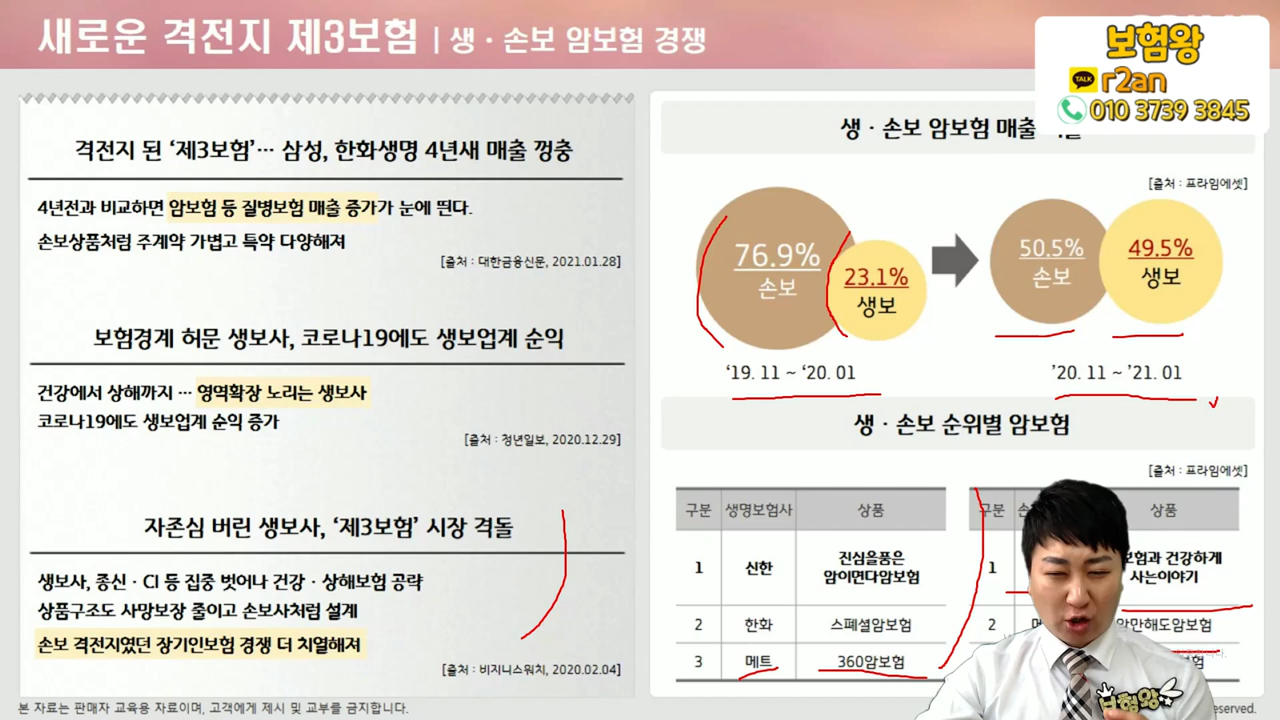 새로운 격전지 제3보험 | 생 · 손보 암보험 경쟁
보험왕
TALK r2an
010 3739 3845
격전지 된 ‘제3보험’… 삼성, 한화생명 4년새 매출 껑충
4년전과 비교하면 암보험 등 질병보험 매출 증가가 눈에 띈다.
손보상품처럼 주계약 가볍고 특약 다양해져
[출처 : 대한금융신문, 2021.01.28]
보험경계 허문 생보사, 코로나19에도 생보업계 순익
건강에서 상해까지 … 영역확장 노리는 생보사
코로나19에도 생보업계 순익 증가
[출처 : 청년일보, 2020.12.29]
자존심 버린 생보사, ‘제3보험’ 시장 격돌
생보사, 종신 · CI 등 집중 벗어나 건강 · 상해보험 공략
상품구조도 사망보장 줄이고 손보사처럼 설계
손보 격전지였던 장기인보험 경쟁 더 치열해져
[출처 : 비지니스워치, 2020.02.04]
생 · 손보 암보험 매출
[출처 : 프라임에셋]
76.9%
손보
23.1%
생보
50.5%
손보
49.5%
생보
‘19. 11 ~ ‘20. 01
’20. 11 ~ ’21. 01
생 · 손보 순위별 암보험
[출처 : 프라임에셋]
구분 생명보험사 상품
1 신한 진심을품은
암이면다암보험
2 한화 스페셜암보험
3 메트 360암보험
구분 상품
1 건강하게
사는이야기
2
보험왕
본 자료는 판매자 교육용 자료이며, 고객에게 제시 및 교부를 금지합니다.
reserved.